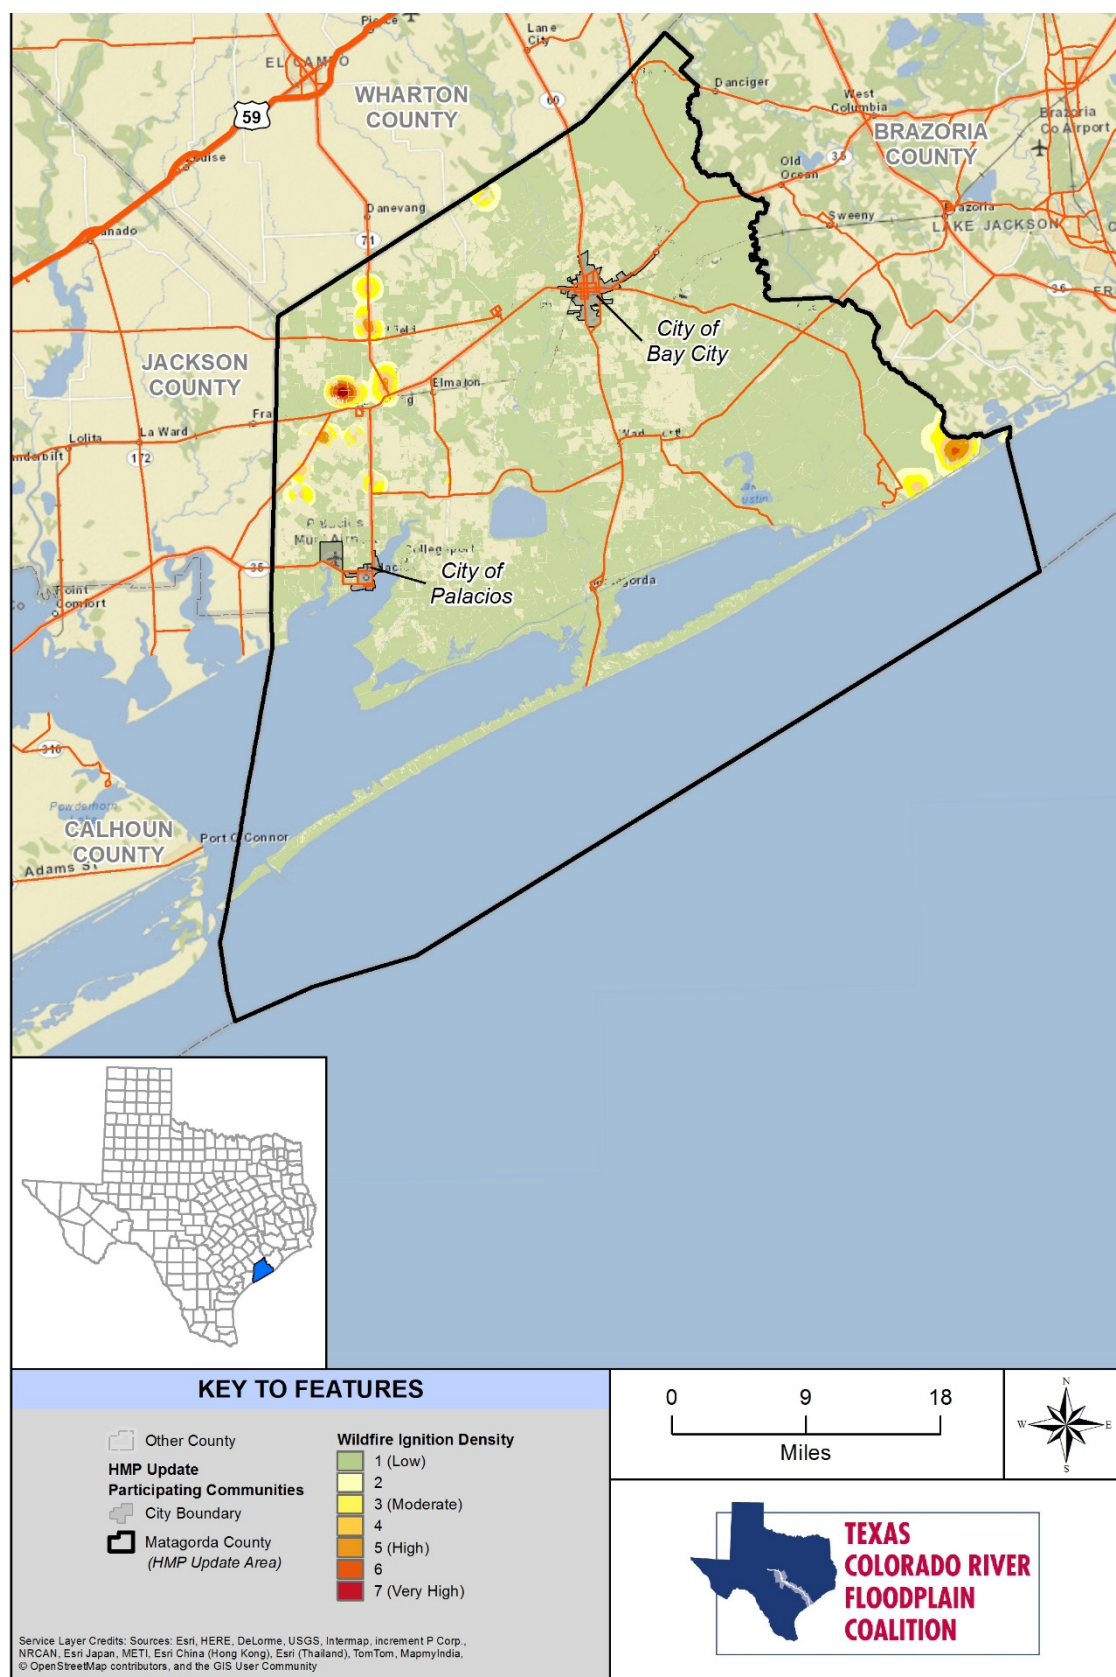 Pierce
Lane
City
EL CAMPO
WHARTON
COUNTY
59
60
Danciger
West
Columbia
Brazoria
Co Airport
BRAZORIA
COUNTY
35
Old
Ocean
Sweeny
Brazoria
LAKE JACKSON
36
Louise
Danevang
71
City of
Bay City
JACKSON
COUNTY
Elmaton
La Ward
Lolita
172
Palacios
35
City of
Palacios
Point
Comfort
316
Powderhorn
CALHOUN
COUNTY
Port O'Connor
Adams St
KEY TO FEATURES
Other County
HMP Update
Participating Communities
City Boundary
Matagorda County
(HMP Update Area)
Wildfire Ignition Density
1 (Low)
2
3 (Moderate)
4
5 (High)
6
7 (Very High)
Service Layer Credits: Sources: Esri, HERE, DeLorme, USGS, Intermap, increment P Corp.,
NRCAN, Esri Japan, METI, Esri China (Hong Kong), Esri (Thailand), TomTom, MapmyIndia,
© OpenStreetMap contributors, and the GIS User Community
0 9 18
Miles
N
W E
S
TEXAS
COLORADO RIVER
FLOODPLAIN
COALITION